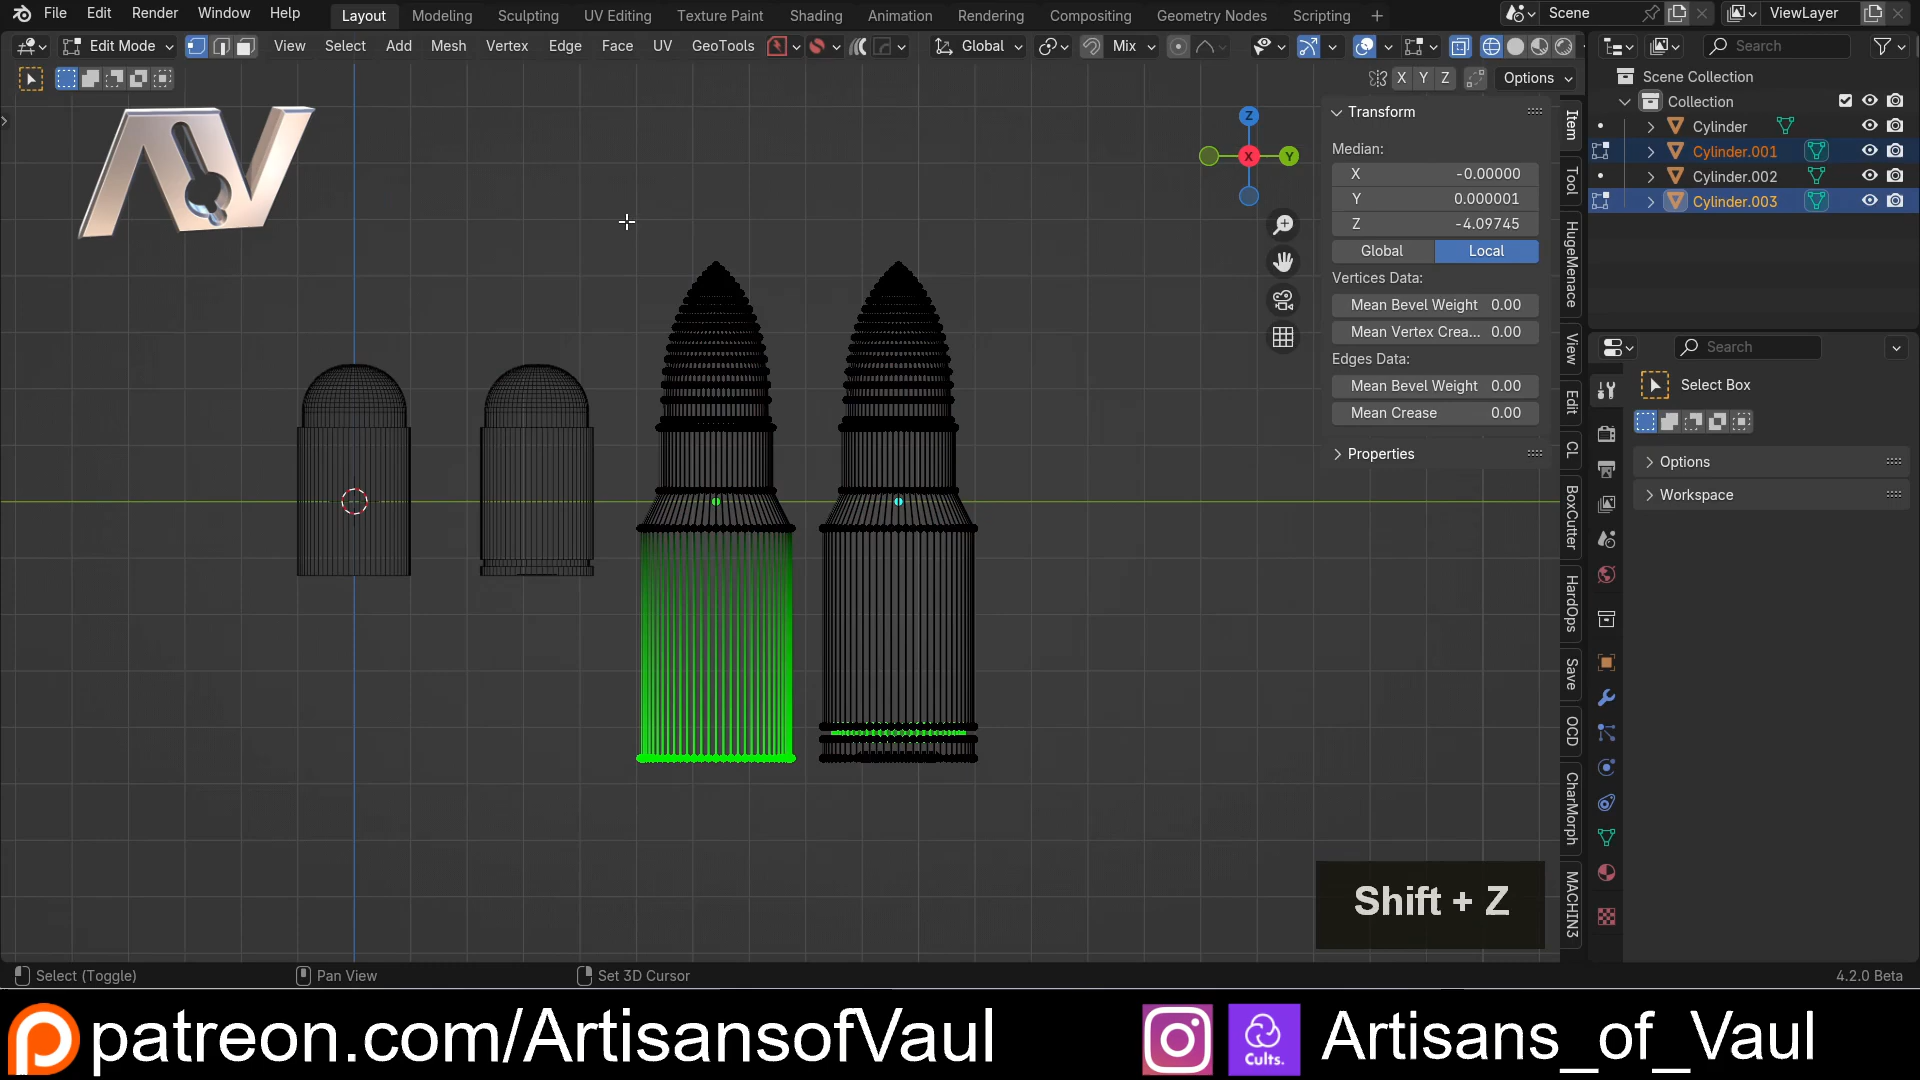 File Edit Render Window Help Layout Modeling Sculpting UV Editing Texture Paint Shading Animation Rendering Compositing Geometry Nodes Scripting + Scene ViewLayer
Edit Mode View Select Add Mesh Vertex Edge Face UV GeoTools Global Mix Search
X Y Z Options
Scene Collection
Collection
Cylinder
Cylinder.001
Cylinder.002
Cylinder.003
AV
Z
X
Y
Transform
Median:
X -0.00000
Y 0.000001
Z -4.09745
Global Local
Vertices Data:
Mean Bevel Weight 0.00
Mean Vertex Crea... 0.00
Edges Data:
Mean Bevel Weight 0.00
Mean Crease 0.00
Properties
Item
Tool
HugeMenace
View
Edit
CL
BoxCutter
HardOps
Save
OCD
CharMorph
MACHIN3
Search
Select Box
Options
Workspace
Shift + Z
Select (Toggle) Pan View Set 3D Cursor 4.2.0 Beta
patreon.com/ArtisansofVaul Cults. Artisans_of_Vaul